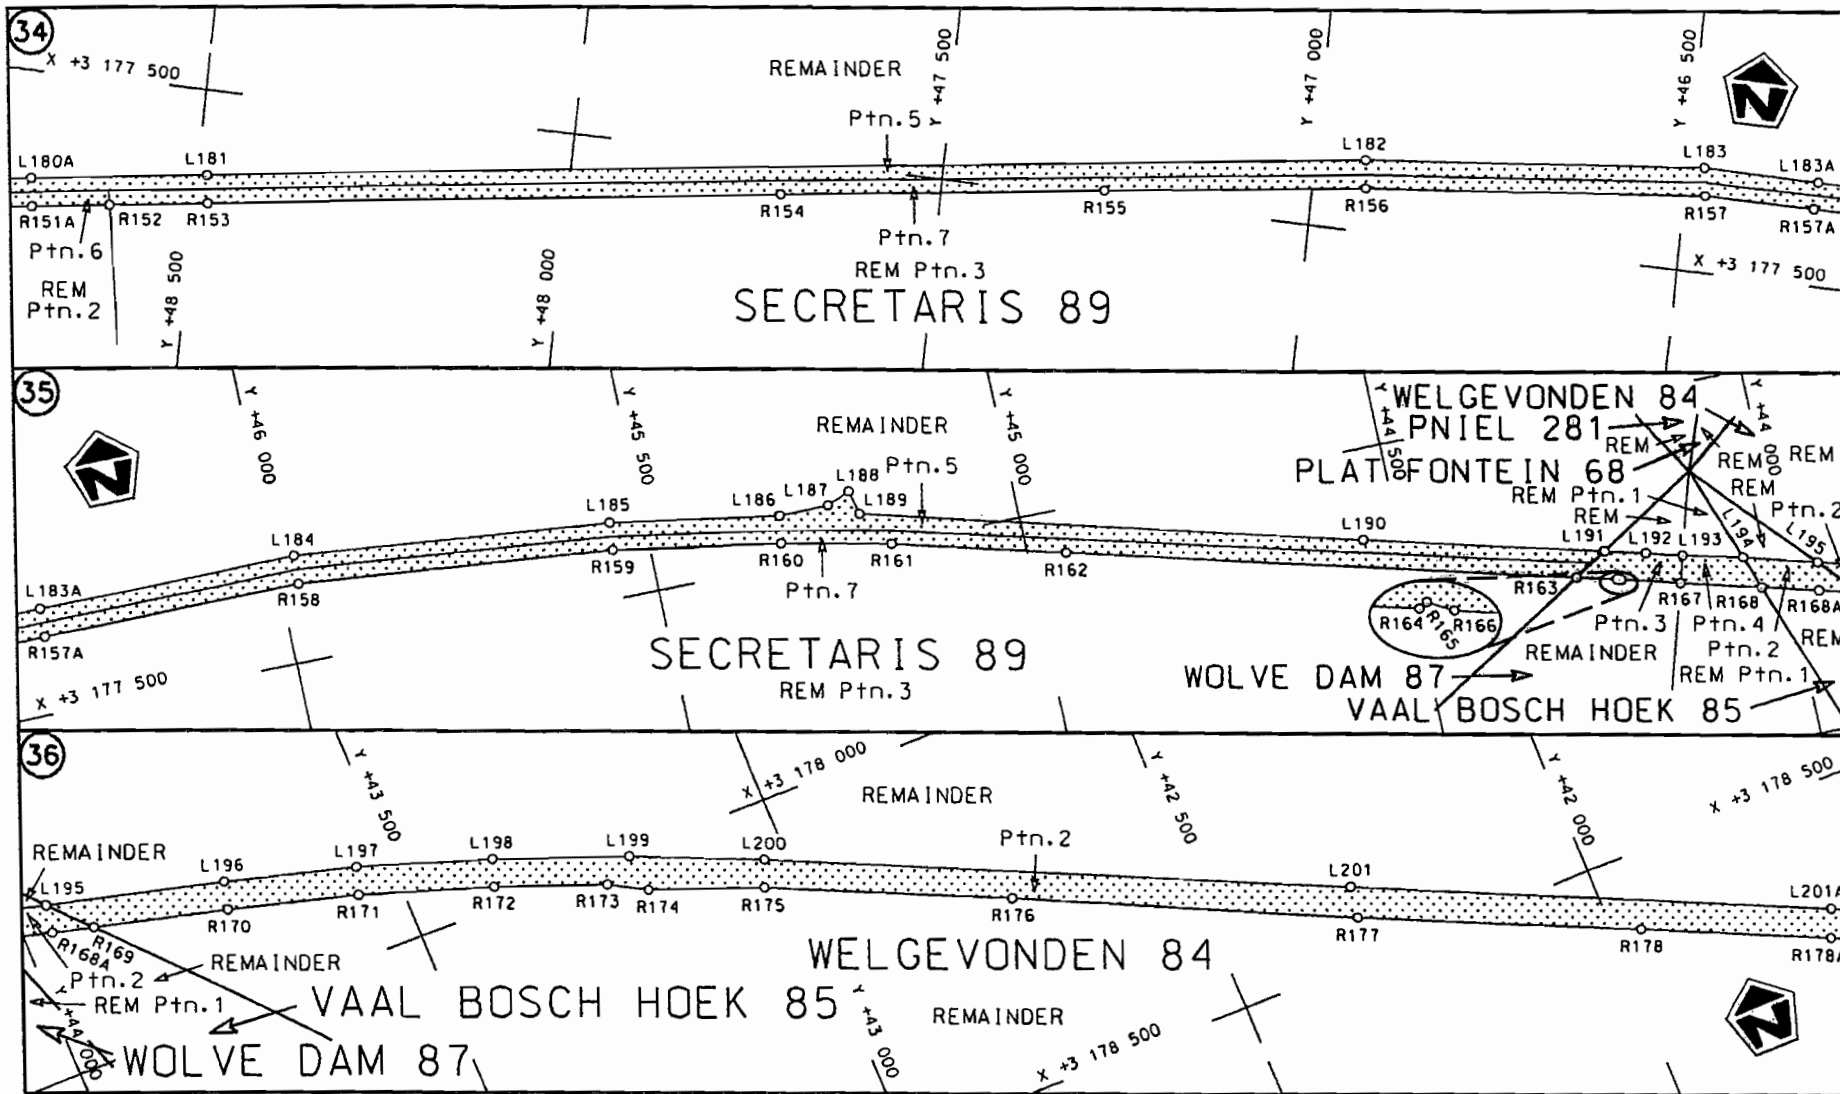 34
X +3 177 500
REMAINDER
Y +47 500
Y +47 000
Y +46 500
N
Ptn.5
L180A
L181
L182
L183
L183A
R151A
R152
R153
R154
R155
R156
R157
R157A
Ptn.6
Ptn.7
REM
Ptn.2
Y +48 500
Y +48 000
REM Ptn.3
X +3 177 500
SECRETARIS 89
35
Y +46 000
Y +45 500
Y +45 000
Y +44 500
Y +44 000
WELGEVONDEN 84
PNIEL 281
REM
REM
PLATFONTEIN 68
REM
REM Ptn.1
REM
REM
Ptn.2
N
REMAINDER
Ptn.5
L183A
L184
L185
L186
L187
L188
L189
L190
L191
L192
L193
L194
L195
R157A
R158
R159
R160
R161
R162
R163
R164
R165
R166
R167
R168
R168A
Ptn.7
Ptn.3
Ptn.4
Ptn.2
REM
REMAINDER
REM Ptn.1
X +3 177 500
SECRETARIS 89
REM Ptn.3
WOLVE DAM 87
VAAL BOSCH HOEK 85
36
Y +43 500
X +3 178 000
Y +42 500
Y +42 000
X +3 178 500
REMAINDER
REMAINDER
Ptn.2
L195
L196
L197
L198
L199
L200
L201
L201A
R168A
R169
R170
R171
R172
R173
R174
R175
R176
R177
R178
R178A
Ptn.2
REMAINDER
REM Ptn.1
WELGEVONDEN 84
VAAL BOSCH HOEK 85
REMAINDER
Y +44 000
WOLVE DAM 87
Y +43 000
X +3 178 500
N